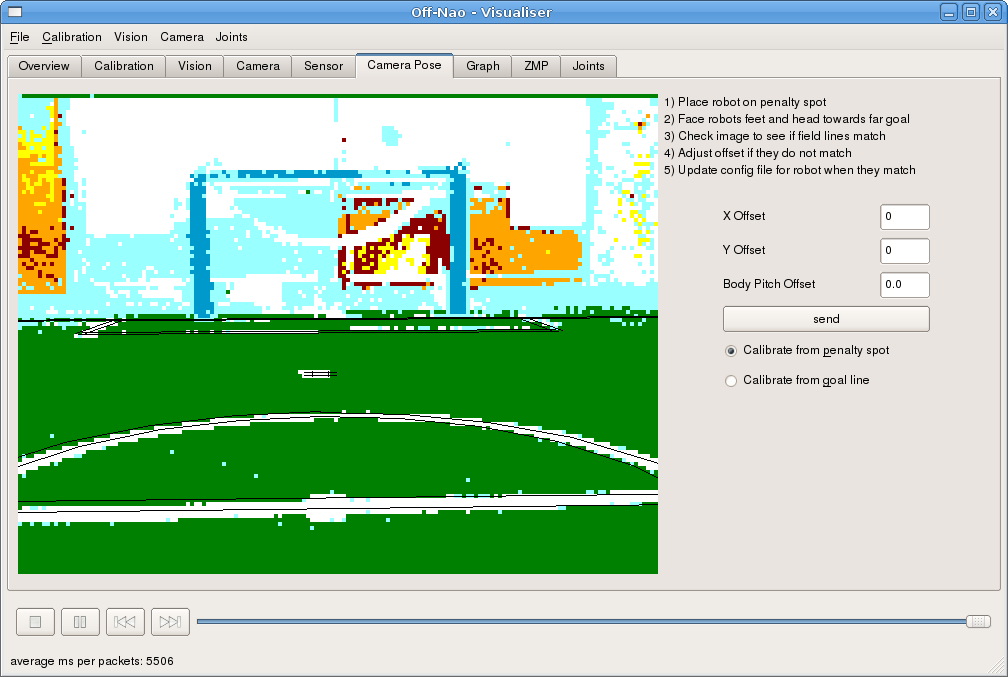 Off-Nao - Visualiser
File Calibration Vision Camera Joints
Overview Calibration Vision Camera Sensor Camera Pose Graph ZMP Joints
1) Place robot on penalty spot
2) Face robots feet and head towards far goal
3) Check image to see if field lines match
4) Adjust offset if they do not match
5) Update config file for robot when they match
X Offset 0
Y Offset 0
Body Pitch Offset 0.0
send
Calibrate from penalty spot
Calibrate from goal line
average ms per packets: 5506